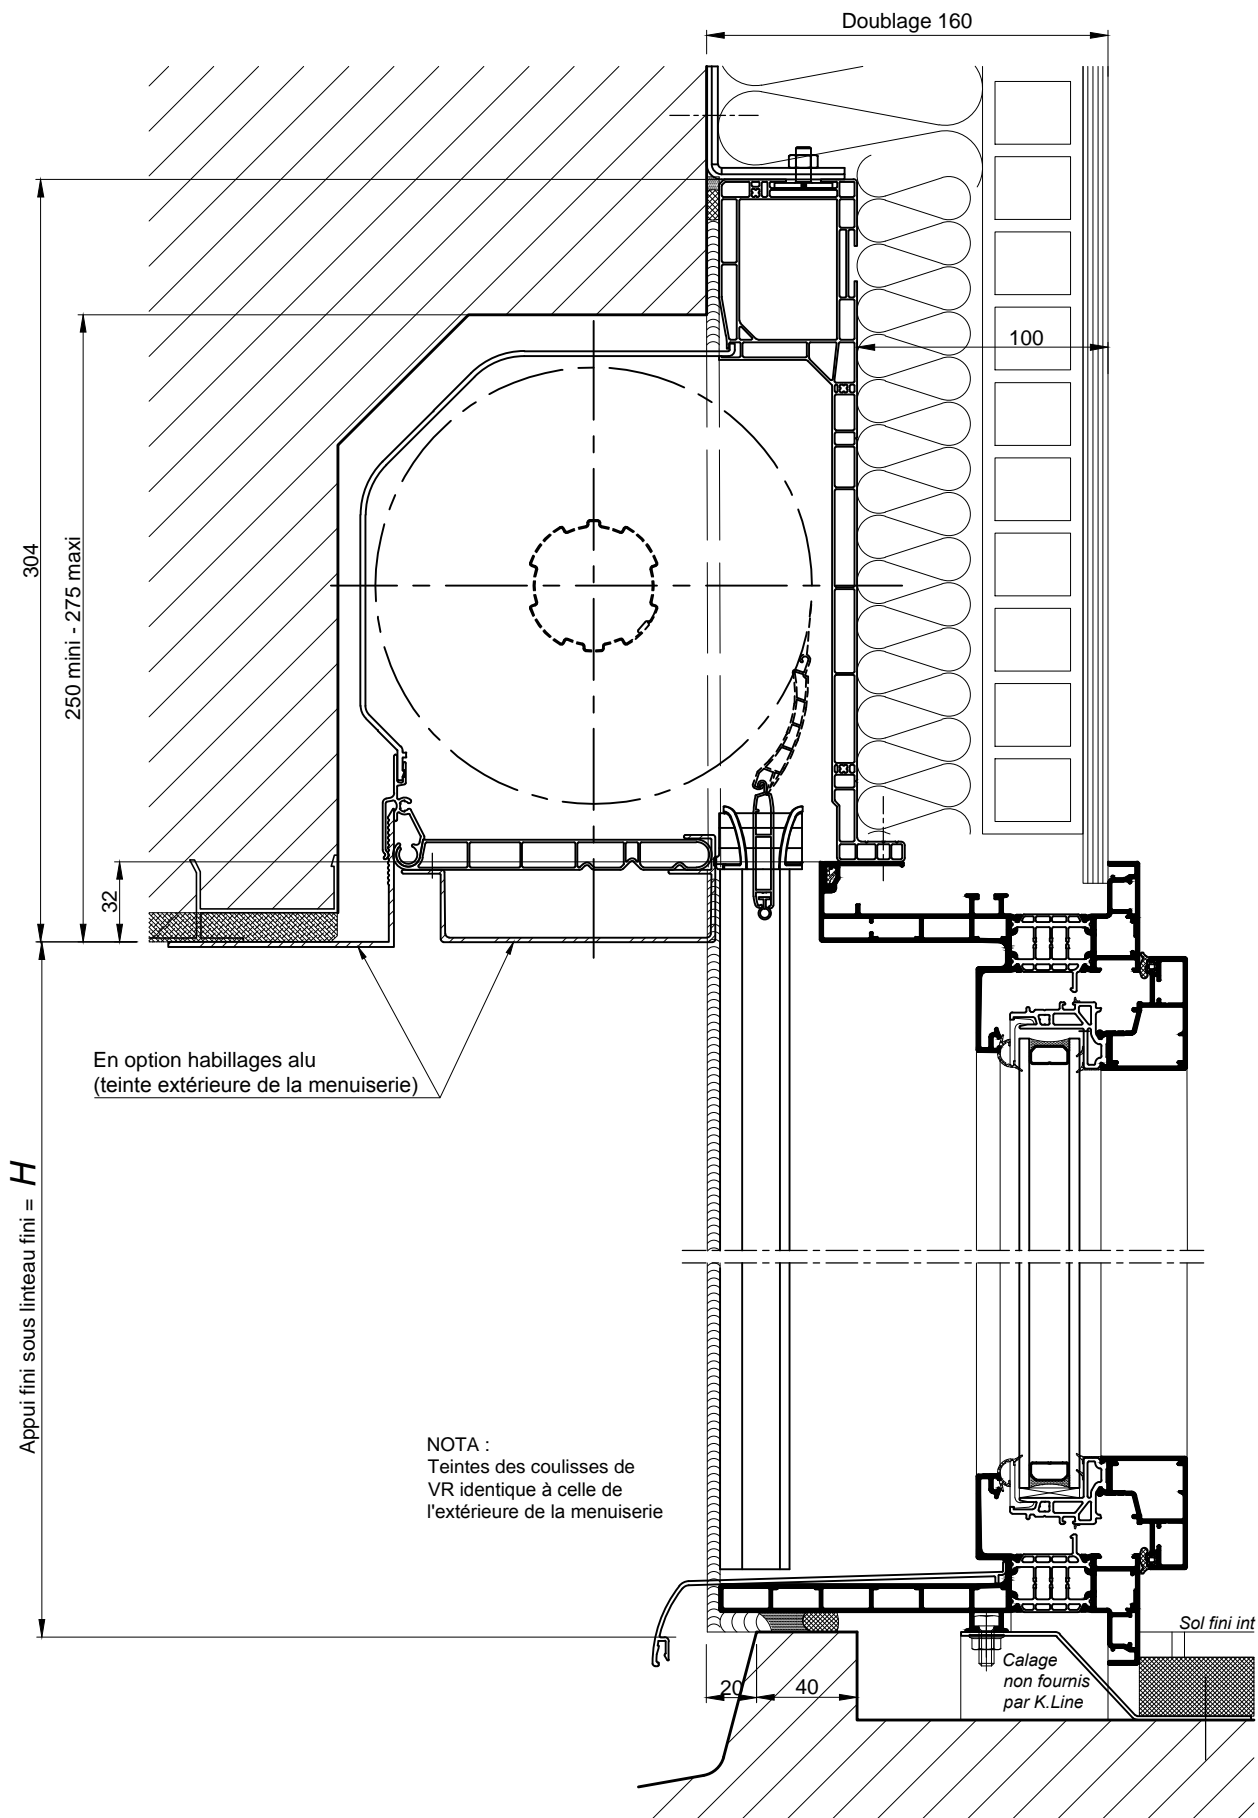 Doublage 160
100
304
250 mini - 275 maxi
32
En option habillages alu
(teinte extérieure de la menuiserie)
Appui fini sous linteau fini = H
NOTA :
Teintes des coulisses de
VR identique à celle de
l'extérieure de la menuiserie
Sol fini int
20
40
Calage
non fournis
par K.Line